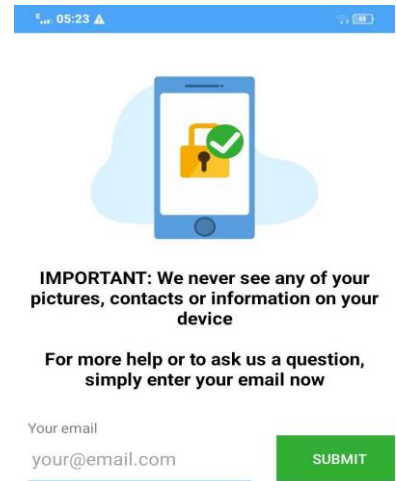 E 05:23
85
IMPORTANT: We never see any of your
pictures, contacts or information on your
device
For more help or to ask us a question,
simply enter your email now
Your email
your@email.com
SUBMIT